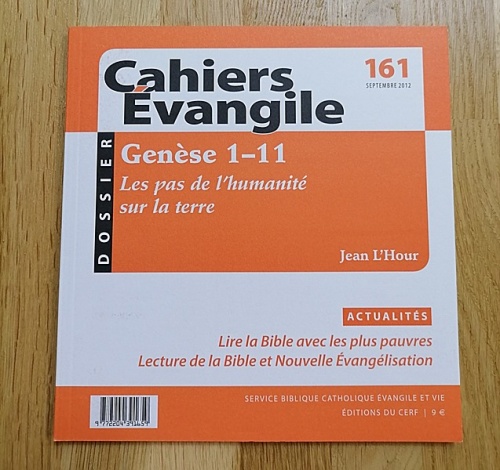 Cahiers
Évangile
161
SEPTEMBRE 2012
DOSSIER
Genèse 1–11
Les pas de l'humanité
sur la terre
Jean L'Hour
ACTUALITÉS
Lire la Bible avec les plus pauvres
Lecture de la Bible et Nouvelle Évangélisation
SERVICE BIBLIQUE CATHOLIQUE ÉVANGILE ET VIE
ÉDITIONS DU CERF | 9 €